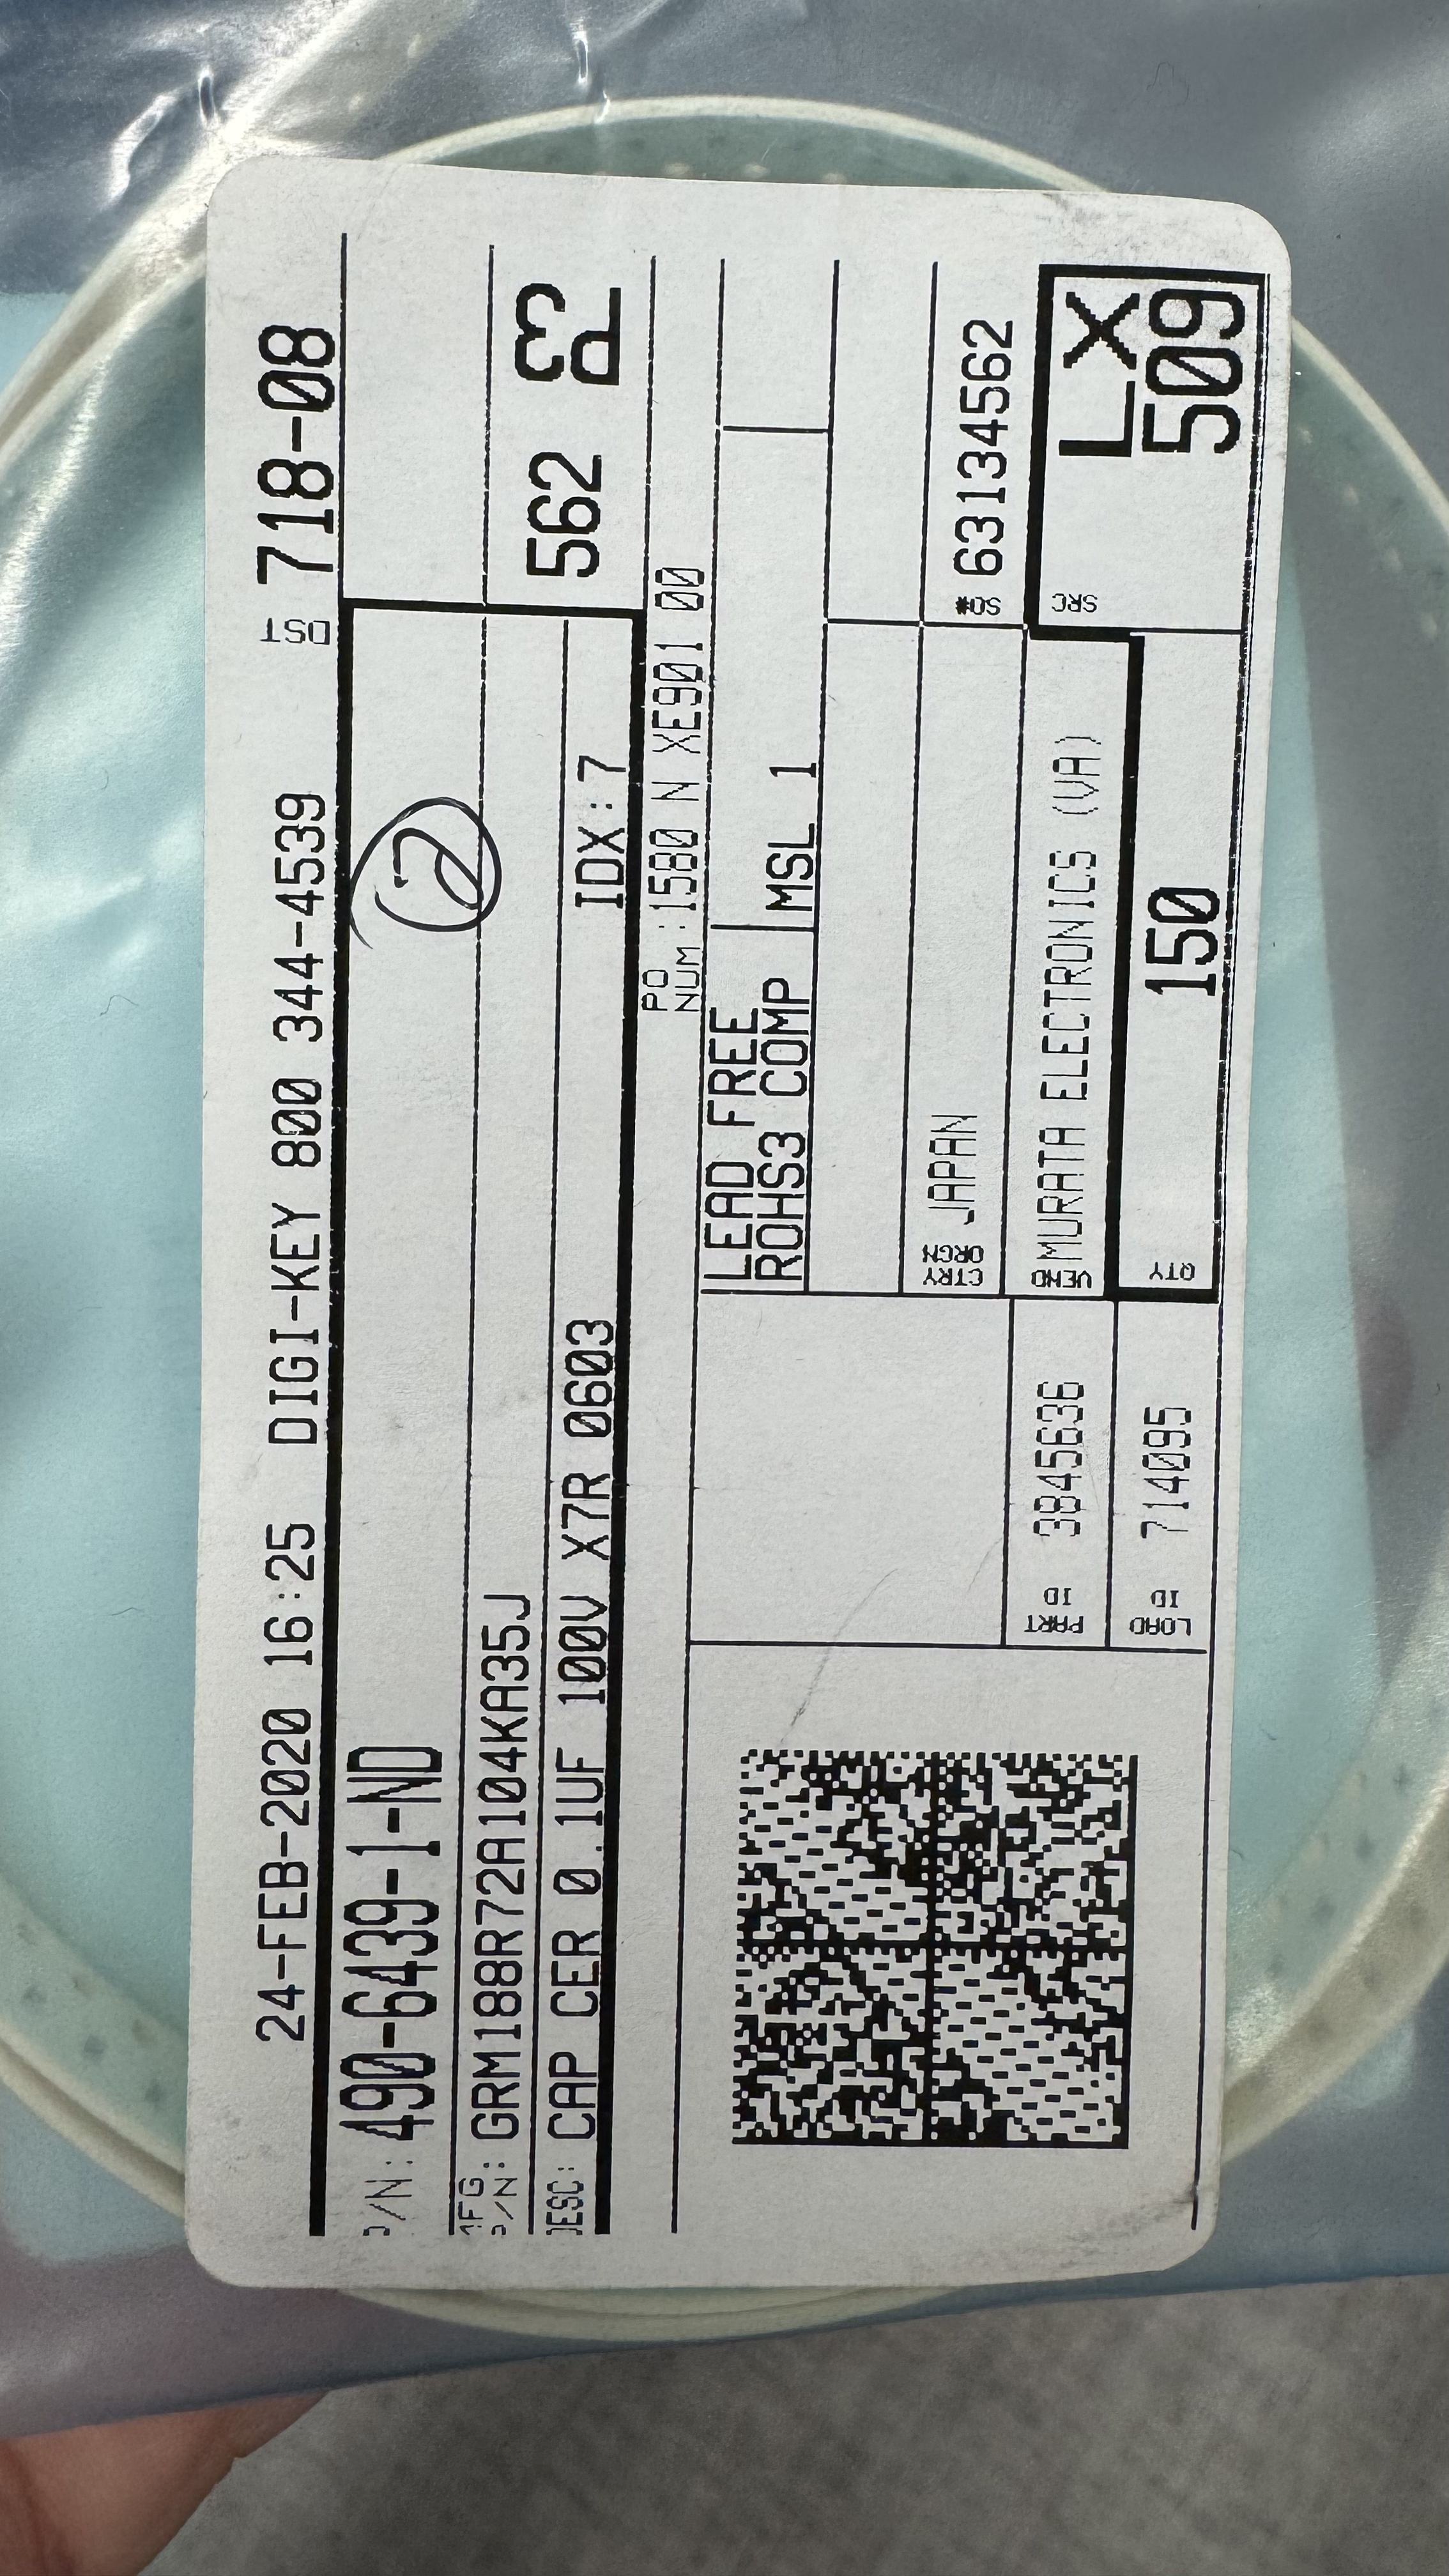 24-FEB-2020 16:25 DIGI-KEY 800 344-4539 DST 718-08
P/N: 490-6439-1-ND
2
MFG
P/N: GRM188R72A104KA35J
DESC: CAP CER 0.1UF 100V X7R 0603
IDX: 7
562
P3
PO
NUM: 1580 N XE901 00
LEAD FREE
ROHS3 COMP
MSL 1
CTRY
ORGN JAPAN
SO# 63134562
PART
ID 3845636
VEND MURATA ELECTRONICS (VA)
SRC LX
509
LOAD
ID 714095
QTY 150